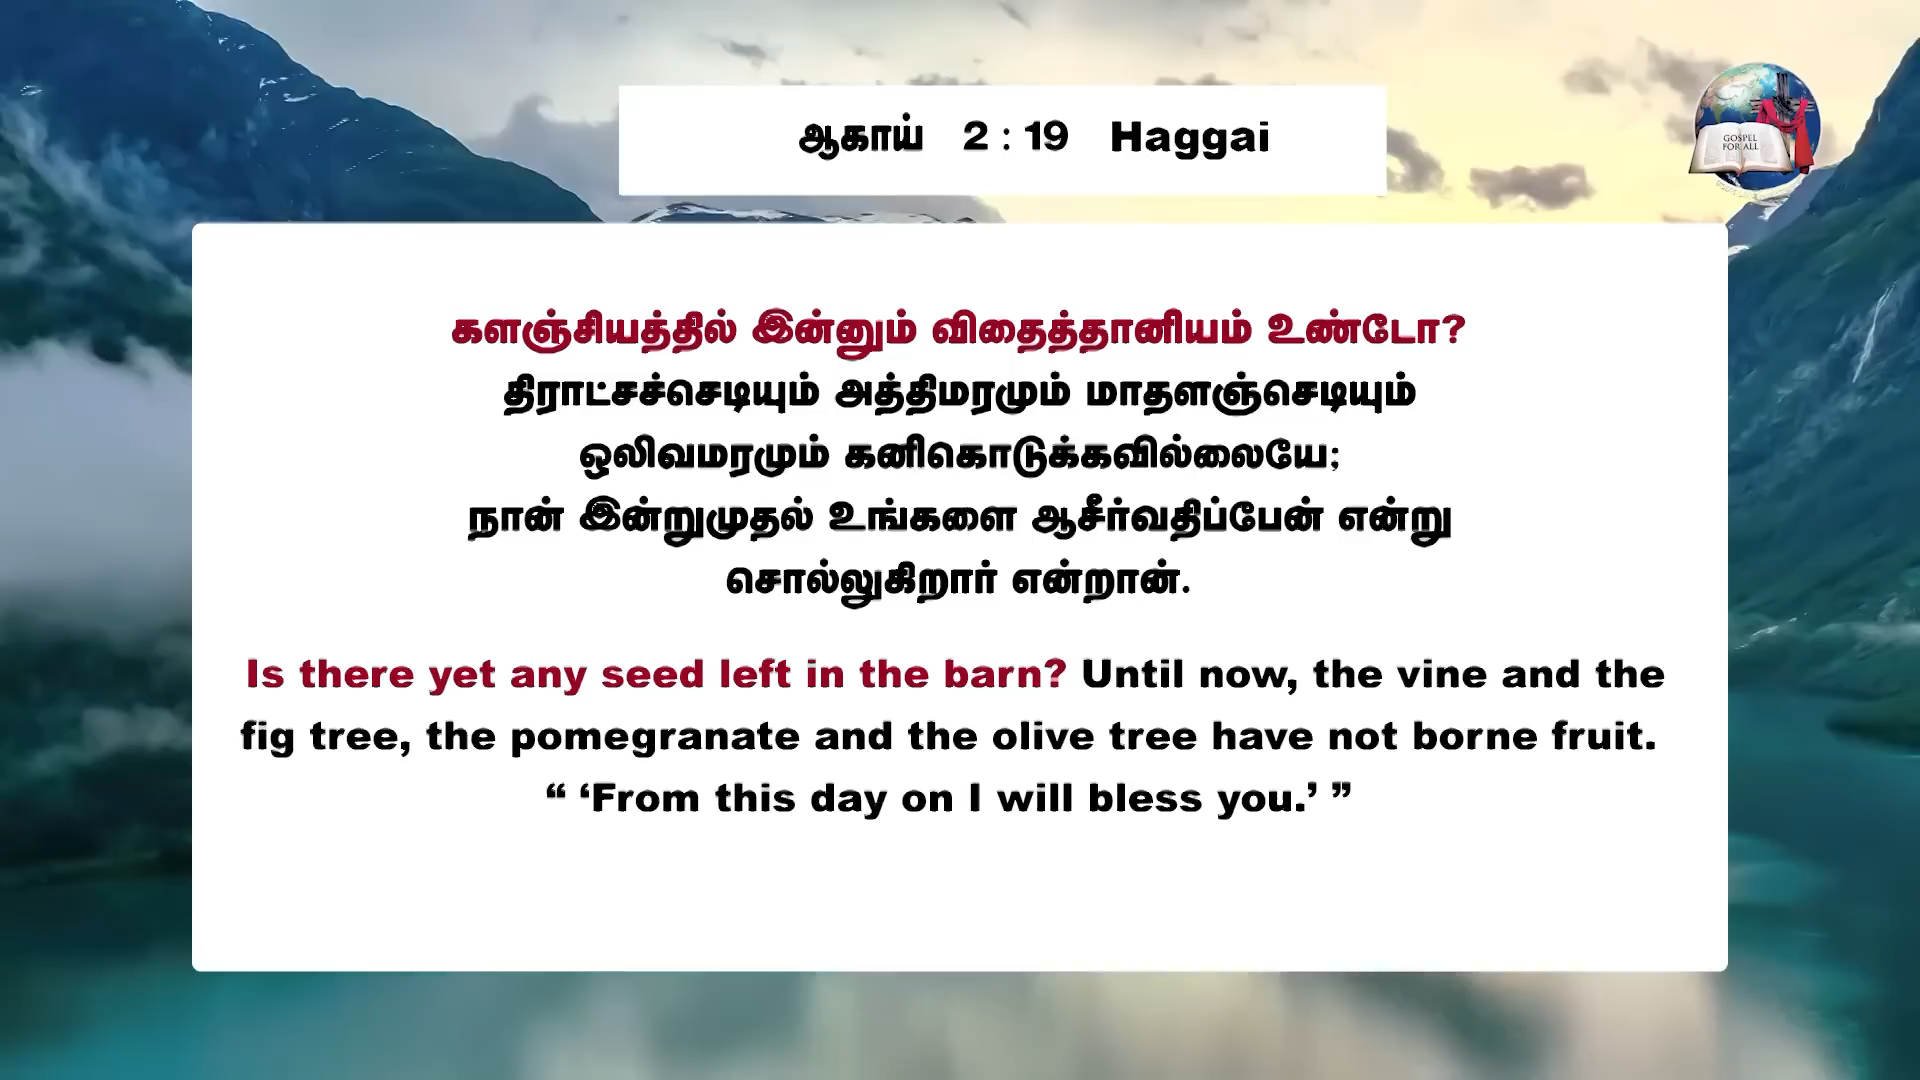 ஆகாய் 2 : 19 Haggai
GOSPEL
FOR ALL
களஞ்சியத்தில் இன்னும் விதைத்தானியம் உண்டோ?
திராட்சச்செடியும் அத்திமரமும் மாதளஞ்செடியும்
ஒலிவமரமும் கனிகொடுக்கவில்லையே;
நான் இன்றுமுதல் உங்களை ஆசீர்வதிப்பேன் என்று
சொல்லுகிறார் என்றான்.
Is there yet any seed left in the barn? Until now, the vine and the
fig tree, the pomegranate and the olive tree have not borne fruit.
“ ‘From this day on I will bless you.’ ”